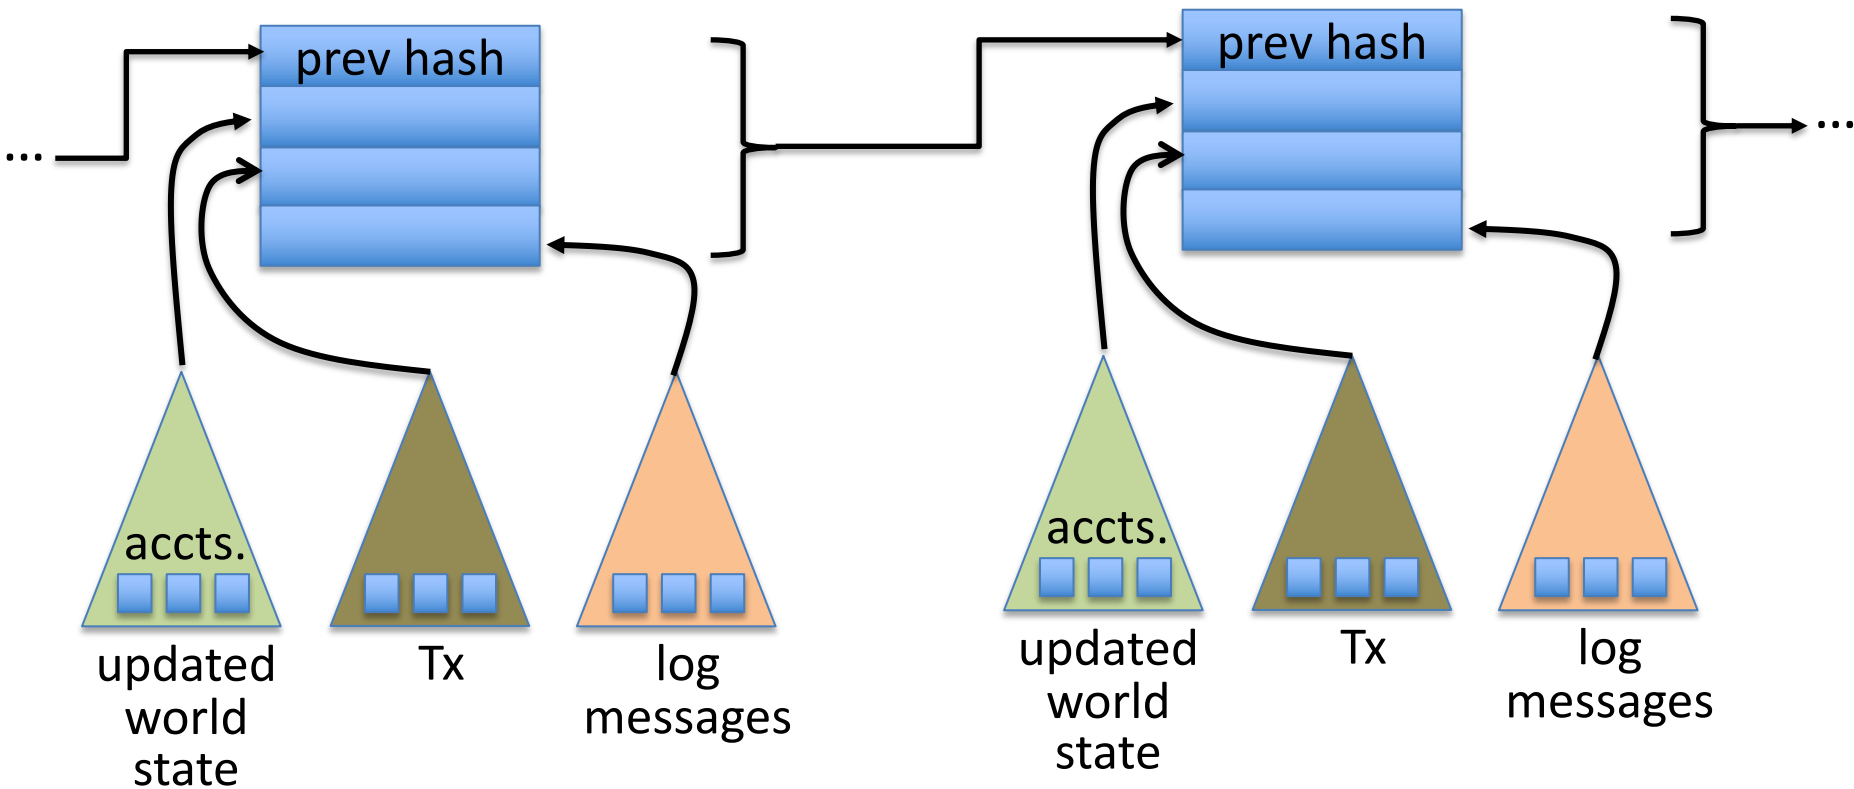 prev hash
prev hash
...
...
accts.
accts.
updated
world
state
Tx
log
messages
updated
world
state
Tx
log
messages